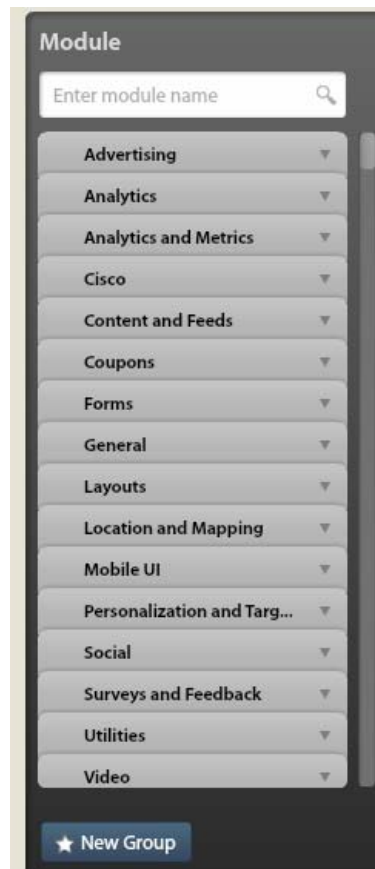 Module
Enter module name
Advertising
Analytics
Analytics and Metrics
Cisco
Content and Feeds
Coupons
Forms
General
Layouts
Location and Mapping
Mobile UI
Personalization and Targ...
Social
Surveys and Feedback
Utilities
Video
New Group